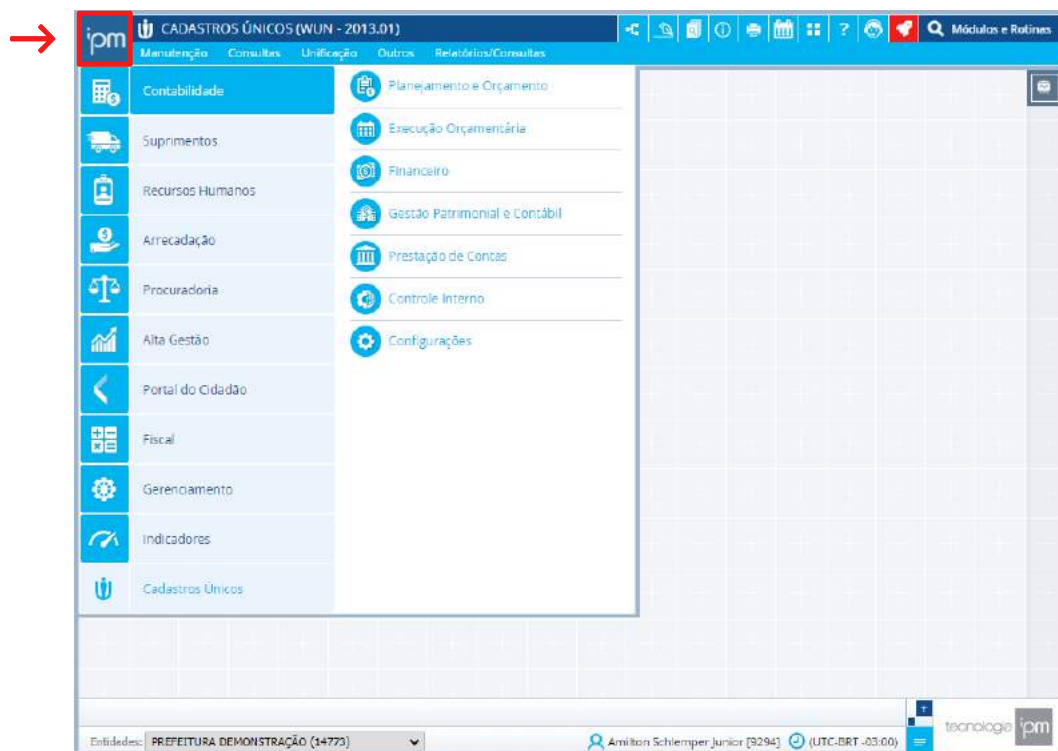 ipm
CADASTROS ÚNICOS (WUN - 2013.01)
? Módulos e Rotinas
Manutenção Consultas Unificação Outros Relatórios/Consultas
Contabilidade
Suprimentos
Recursos Humanos
Arrecadação
Procuradoria
Alta Gestão
Portal do Cidadão
Fiscal
Gerenciamento
Indicadores
Cadastros Únicos
Planejamento e Orçamento
Execução Orçamentária
Financeiro
Gestão Patrimonial e Contábil
Prestação de Contas
Controle Interno
Configurações
Entidades: PREFEITURA DEMONSTRAÇÃO (14773)
Amilton Schlemper Junior [9294] (UTC-BRT -03:00)
tecnologia ipm